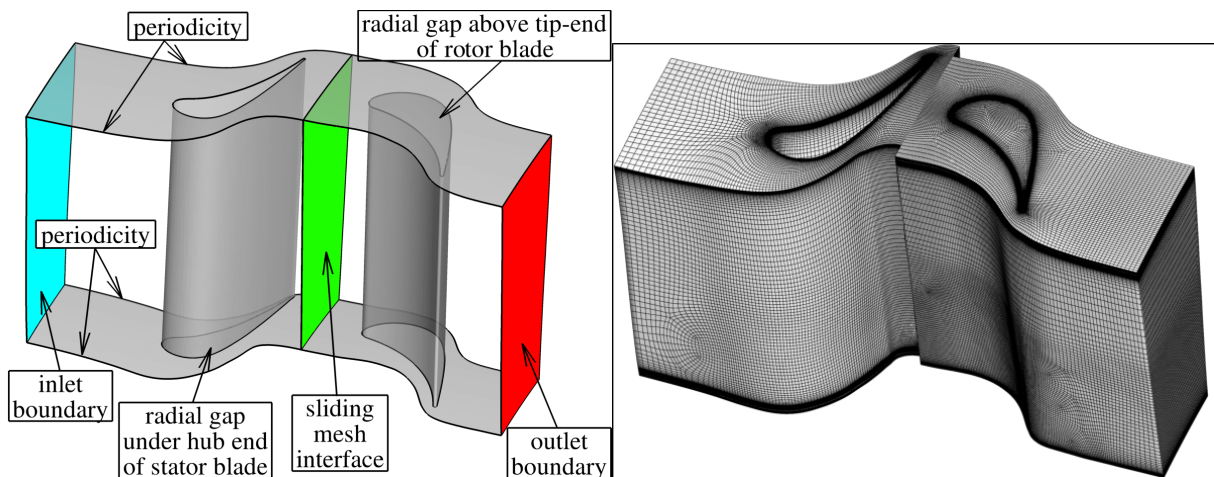 periodicity
radial gap above tip-end
of rotor blade
periodicity
inlet
boundary
radial gap
under hub end
of stator blade
sliding
mesh
interface
outlet
boundary